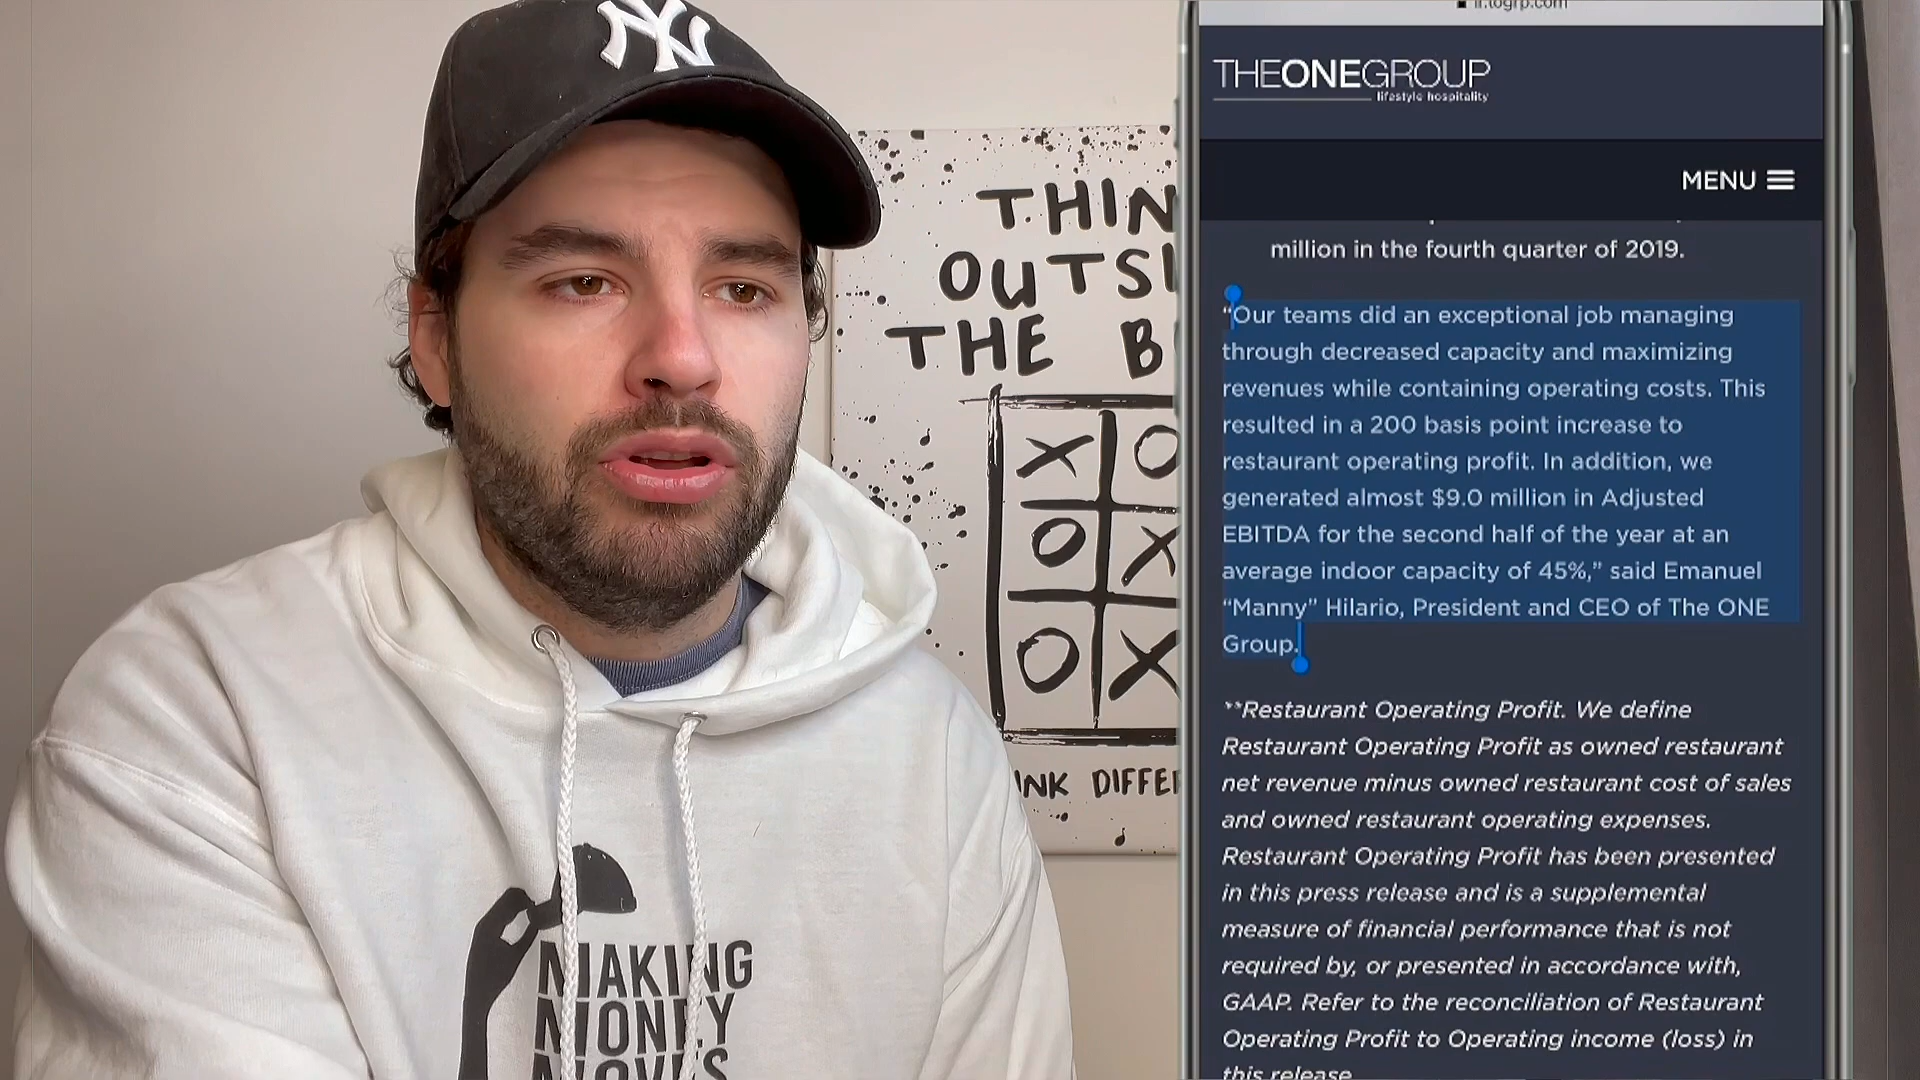 NY
THIN
OUTSI
THE B
X O
O X
O X
INK DIFFE
MAKING
MONEY
MOVES
ir.togrp.com
THEONEGROUP
lifestyle hospitality
MENU
million in the fourth quarter of 2019.
“Our teams did an exceptional job managing
through decreased capacity and maximizing
revenues while containing operating costs. This
resulted in a 200 basis point increase to
restaurant operating profit. In addition, we
generated almost $9.0 million in Adjusted
EBITDA for the second half of the year at an
average indoor capacity of 45%,” said Emanuel
“Manny” Hilario, President and CEO of The ONE
Group.
**Restaurant Operating Profit. We define
Restaurant Operating Profit as owned restaurant
net revenue minus owned restaurant cost of sales
and owned restaurant operating expenses.
Restaurant Operating Profit has been presented
in this press release and is a supplemental
measure of financial performance that is not
required by, or presented in accordance with,
GAAP. Refer to the reconciliation of Restaurant
Operating Profit to Operating income (loss) in
this release